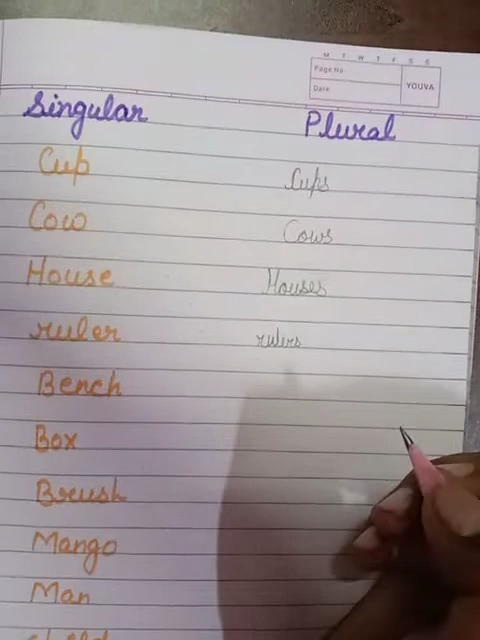 M T W T F S S
Page No
YOUVA
Date
Singular Plural
Cup Cups
Cow Cows
House Houses
ruler rulers
Bench
Box
Brush
Mango
Man